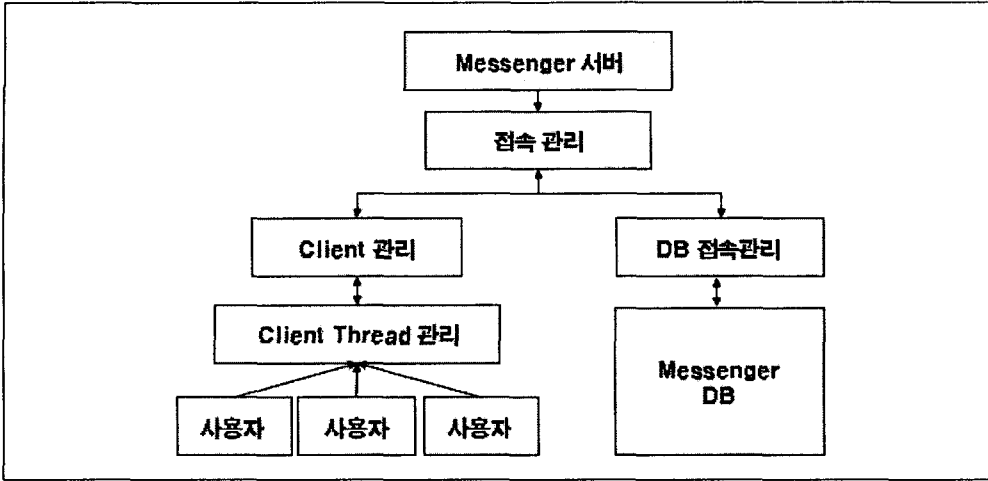 Messenger 서버
접속 관리
Client 관리
DB 접속관리
Client Thread 관리
Messenger
DB
사용자
사용자
사용자